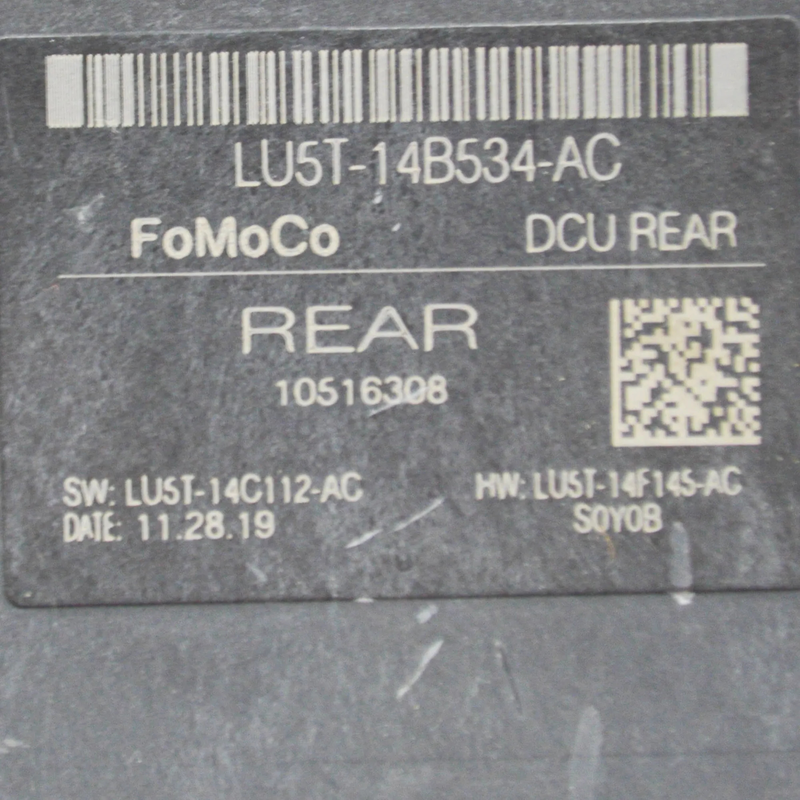 LU5T-14B534-AC
FoMoCo DCU REAR
REAR
10516308
SW: LU5T-14C112-AC HW: LU5T-14F145-AC
DATE: 11.28.19 S0Y0B